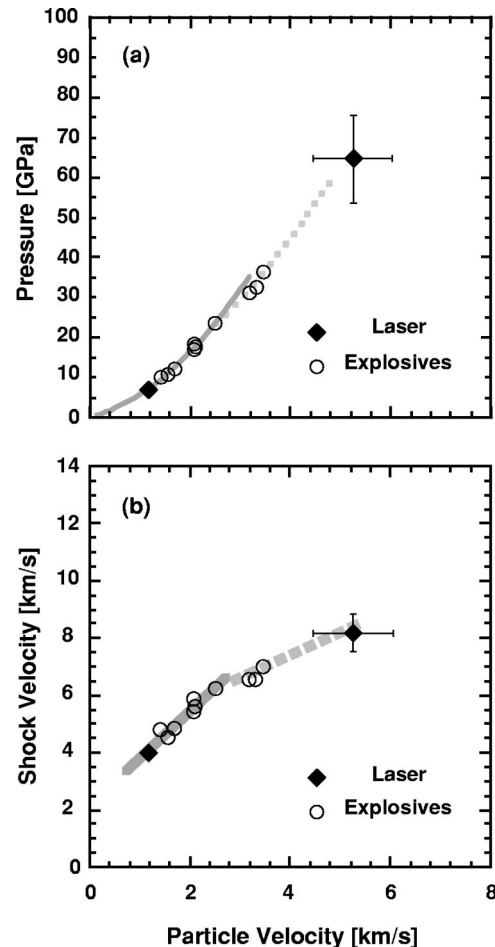 100
(a)
90
80
70
60
50
40
30
20
10
0
Pressure [GPa]
Laser
Explosives
14
(b)
12
10
8
6
4
2
0
Shock Velocity [km/s]
Laser
Explosives
0 2 4 6 8
Particle Velocity [km/s]